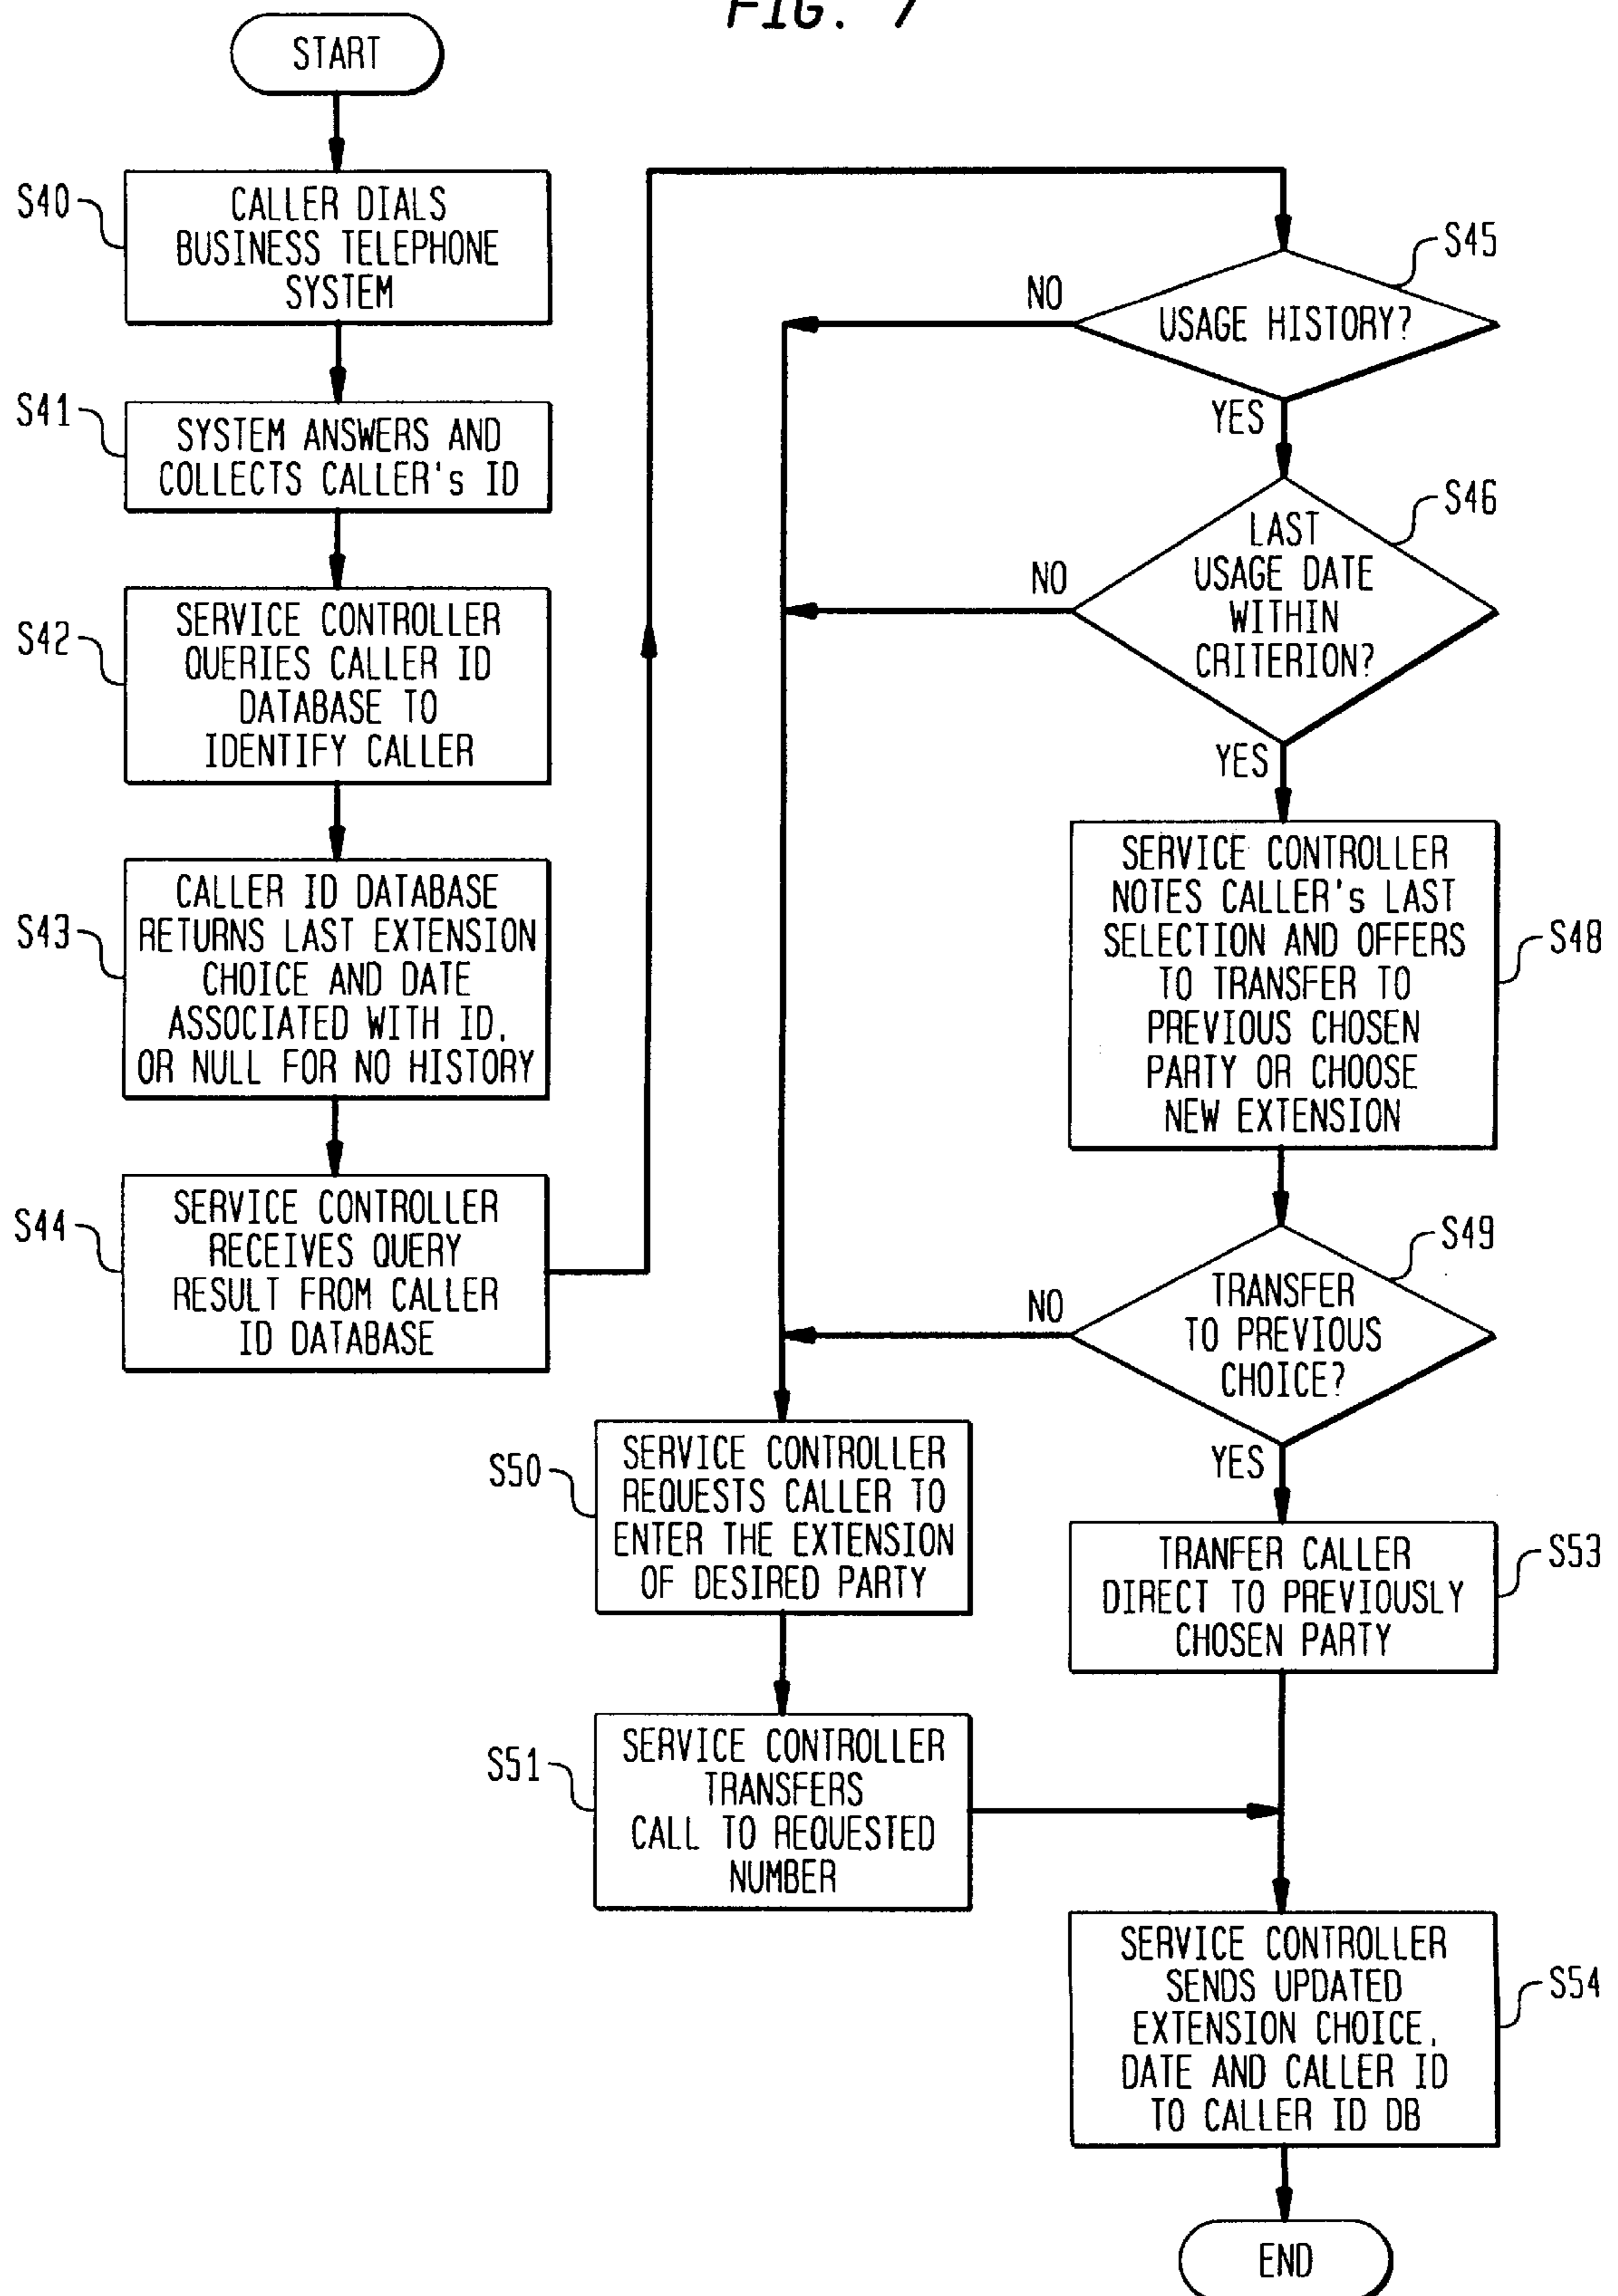 FIG. 7
START
S40
CALLER DIALS
BUSINESS TELEPHONE
SYSTEM
S41
SYSTEM ANSWERS AND
COLLECTS CALLER's ID
S42
SERVICE CONTROLLER
QUERIES CALLER ID
DATABASE TO
IDENTIFY CALLER
S43
CALLER ID DATABASE
RETURNS LAST EXTENSION
CHOICE AND DATE
ASSOCIATED WITH ID,
OR NULL FOR NO HISTORY
S44
SERVICE CONTROLLER
RECEIVES QUERY
RESULT FROM CALLER
ID DATABASE
S45
USAGE HISTORY?
NO
YES
S46
LAST
USAGE DATE
WITHIN
CRITERION?
NO
YES
S48
SERVICE CONTROLLER
NOTES CALLER's LAST
SELECTION AND OFFERS
TO TRANSFER TO
PREVIOUS CHOSEN
PARTY OR CHOOSE
NEW EXTENSION
S49
TRANSFER
TO PREVIOUS
CHOICE?
NO
YES
S50
SERVICE CONTROLLER
REQUESTS CALLER TO
ENTER THE EXTENSION
OF DESIRED PARTY
S51
SERVICE CONTROLLER
TRANSFERS
CALL TO REQUESTED
NUMBER
S53
TRANFER CALLER
DIRECT TO PREVIOUSLY
CHOSEN PARTY
S54
SERVICE CONTROLLER
SENDS UPDATED
EXTENSION CHOICE,
DATE AND CALLER ID
TO CALLER ID DB
END